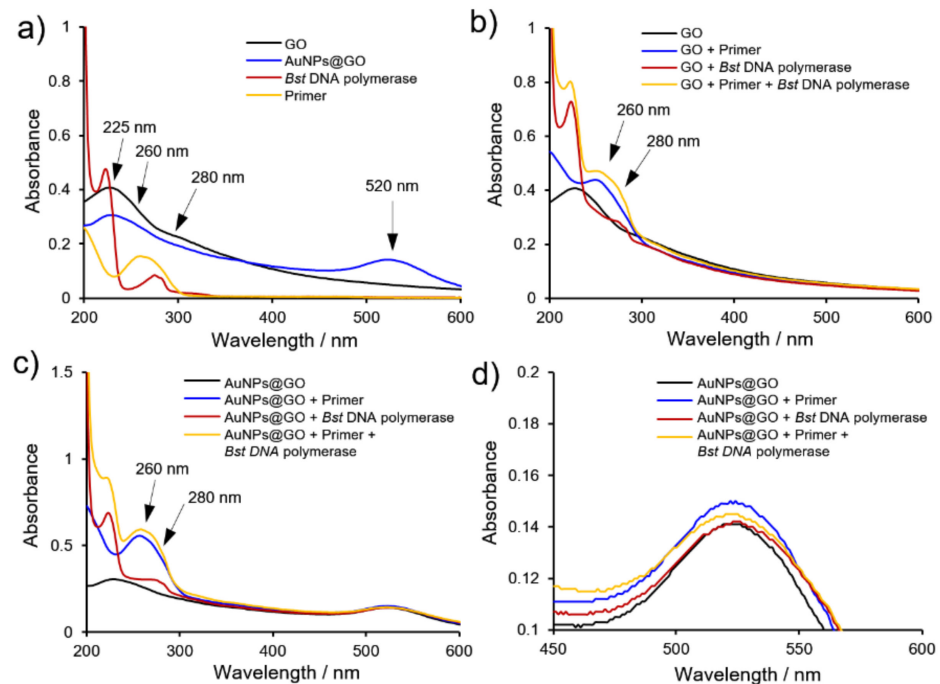 a)
1
0.8
0.6
0.4
0.2
0
Absorbance
GO
AuNPs@GO
Bst DNA polymerase
Primer
225 nm
260 nm
280 nm
520 nm
200 300 400 500 600
Wavelength / nm
b)
1
0.8
0.6
0.4
0.2
0
Absorbance
GO
GO + Primer
GO + Bst DNA polymerase
GO + Primer + Bst DNA polymerase
260 nm
280 nm
200 300 400 500 600
Wavelength / nm
c)
1.5
1
0.5
0
Absorbance
AuNPs@GO
AuNPs@GO + Primer
AuNPs@GO + Bst DNA polymerase
AuNPs@GO + Primer +
Bst DNA polymerase
260 nm
280 nm
200 300 400 500 600
Wavelength / nm
d)
0.2
0.18
0.16
0.14
0.12
0.1
Absorbance
AuNPs@GO
AuNPs@GO + Primer
AuNPs@GO + Bst DNA polymerase
AuNPs@GO + Primer +
Bst DNA polymerase
450 500 550 600
Wavelength / nm